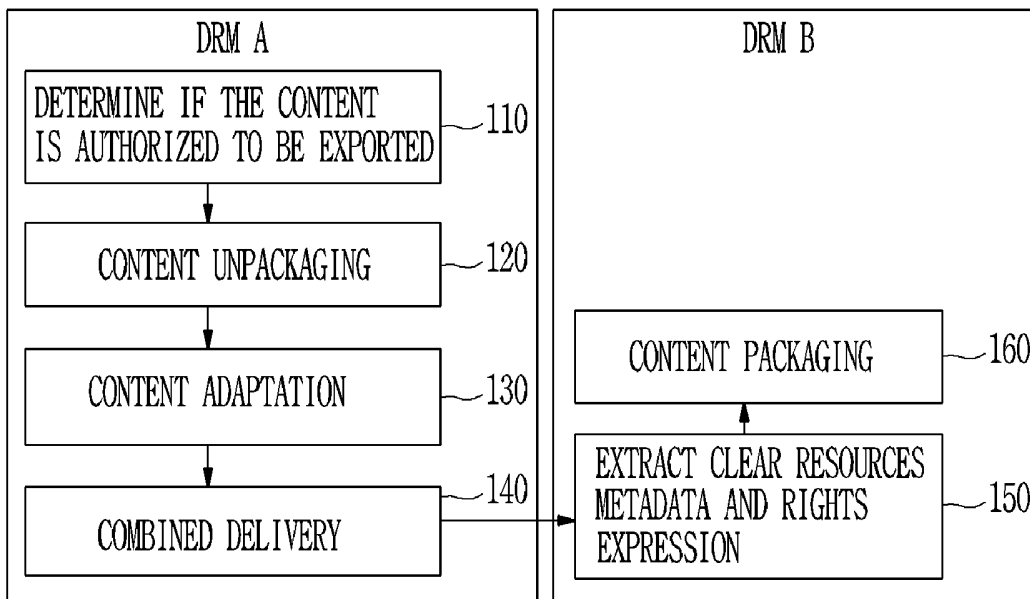 DRM A
DETERMINE IF THE CONTENT
IS AUTHORIZED TO BE EXPORTED
110
CONTENT UNPACKAGING
120
CONTENT ADAPTATION
130
COMBINED DELIVERY
140
DRM B
CONTENT PACKAGING
160
EXTRACT CLEAR RESOURCES
METADATA AND RIGHTS
EXPRESSION
150